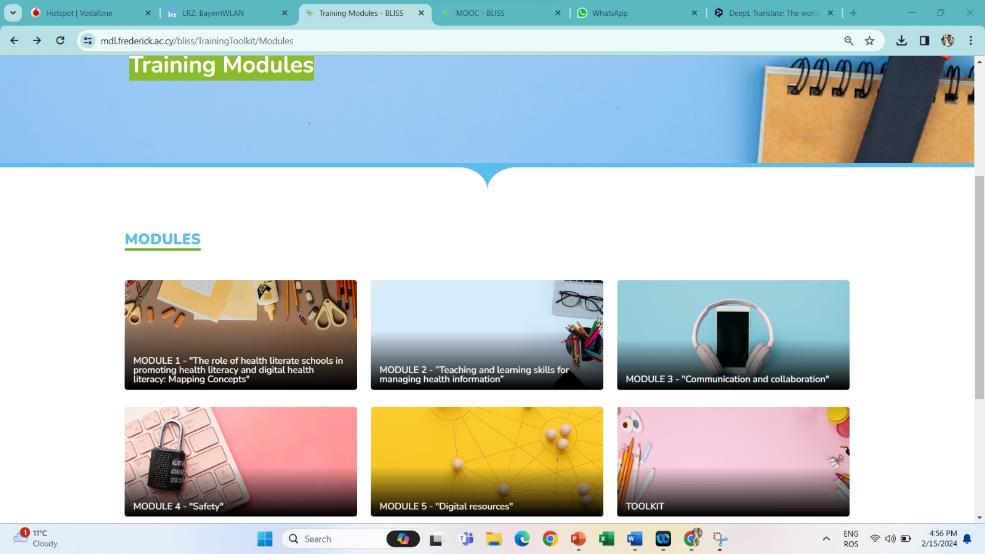 Hotspot | Vodafone
LRZ: BayernWLAN
Training Modules - BLISS
MOOC - BLISS
WhatsApp
DeepL Translate: The world
mdl.frederick.ac.cy/bliss/TrainingToolkit/Modules
Training Modules
MODULES
MODULE 1 - "The role of health literate schools in
promoting health literacy and digital health
literacy: Mapping Concepts"
MODULE 2 - "Teaching and learning skills for
managing health information"
MODULE 3 - "Communication and collaboration"
MODULE 4 - "Safety"
MODULE 5 - "Digital resources"
TOOLKIT
1
11°C
Cloudy
Search
ENG
ROS
4:56 PM
2/15/2024